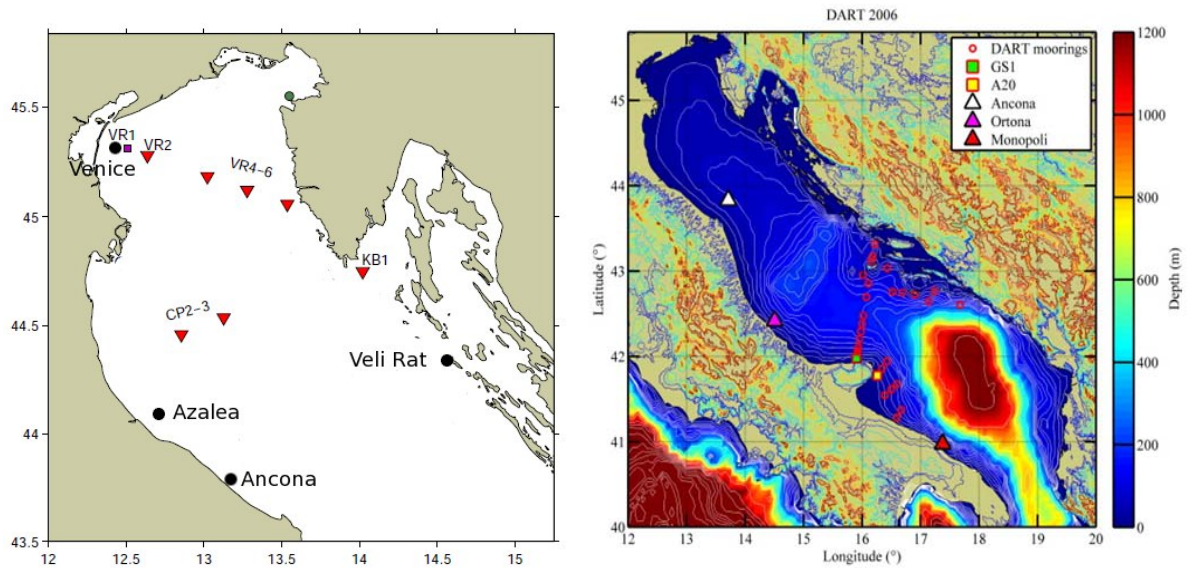 45.5
45
44.5
44
43.5
12
12.5
13
13.5
14
14.5
15
VR1
VR2
Venice
VR4-6
KB1
CP2-3
Veli Rat
Azalea
Ancona
DART 2006
DART moorings
GS1
A20
Ancona
Ortona
Monopoli
Latitude (°)
45
44
43
42
41
40
12
13
14
15
16
17
18
19
20
Longitude (°)
1200
1000
800
600
400
200
0
Depth (m)